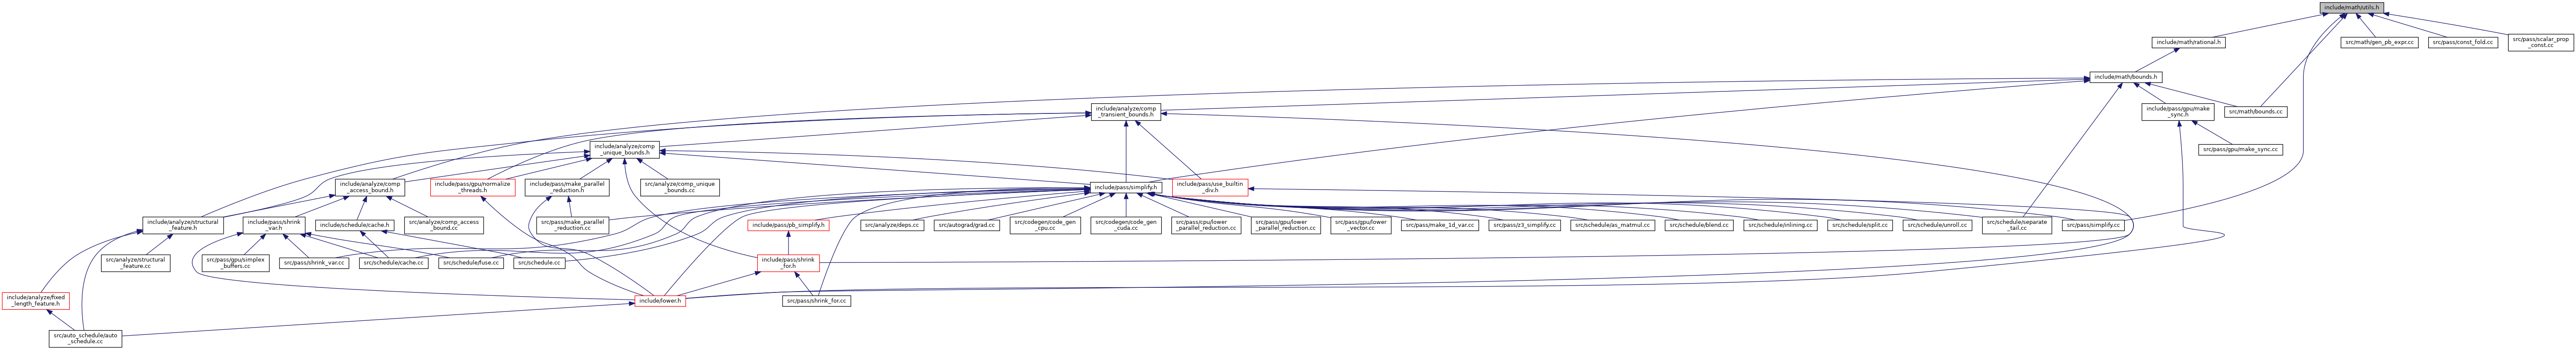 include/math/utils.h
src/pass/scalar_prop
_const.cc
include/math/rational.h
src/math/gen_pb_expr.cc
src/pass/const_fold.cc
include/math/bounds.h
include/analyze/comp
_transient_bounds.h
include/pass/gpu/make
_sync.h
src/math/bounds.cc
include/analyze/comp
_unique_bounds.h
src/pass/gpu/make_sync.cc
include/analyze/comp
_access_bound.h
include/pass/gpu/normalize
_threads.h
include/pass/make_parallel
_reduction.h
src/analyze/comp_unique
_bounds.cc
include/pass/simplify.h
include/pass/use_builtin
_div.h
include/analyze/structural
_feature.h
include/pass/shrink
_var.h
include/schedule/cache.h
src/analyze/comp_access
_bound.cc
src/pass/make_parallel
_reduction.cc
include/pass/pb_simplify.h
src/analyze/deps.cc
src/autograd/grad.cc
src/codegen/code_gen
_cpu.cc
src/codegen/code_gen
_cuda.cc
src/pass/cpu/lower
_parallel_reduction.cc
src/pass/gpu/lower
_parallel_reduction.cc
src/pass/gpu/lower
_vector.cc
src/pass/make_1d_var.cc
src/pass/z3_simplify.cc
src/schedule/as_matmul.cc
src/schedule/blend.cc
src/schedule/inlining.cc
src/schedule/split.cc
src/schedule/unroll.cc
src/schedule/separate
_tail.cc
src/pass/simplify.cc
src/analyze/structural
_feature.cc
src/pass/gpu/simplex
_buffers.cc
src/pass/shrink_var.cc
src/schedule/cache.cc
src/schedule/fuse.cc
src/schedule.cc
include/pass/shrink
_for.h
include/analyze/fixed
_length_feature.h
include/lower.h
src/pass/shrink_for.cc
src/auto_schedule/auto
_schedule.cc